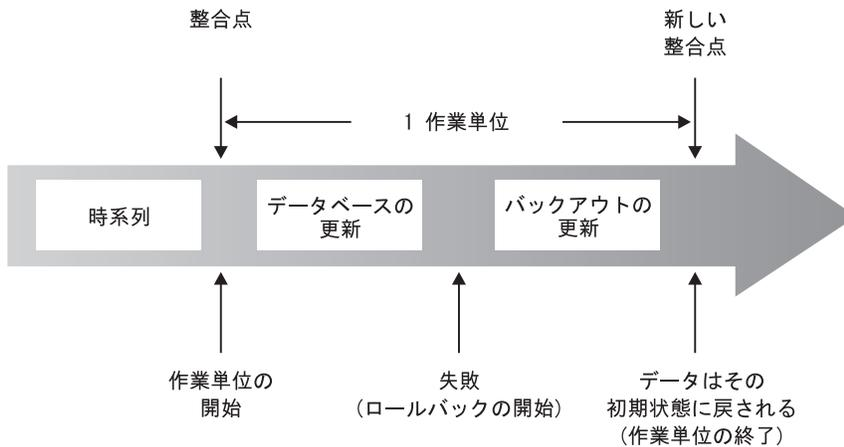 整合点
新しい
整合点
1 作業単位
時系列
データベースの
更新
バックアウトの
更新
作業単位の
開始
失敗
（ロールバックの開始）
データはその
初期状態に戻される
（作業単位の終了）